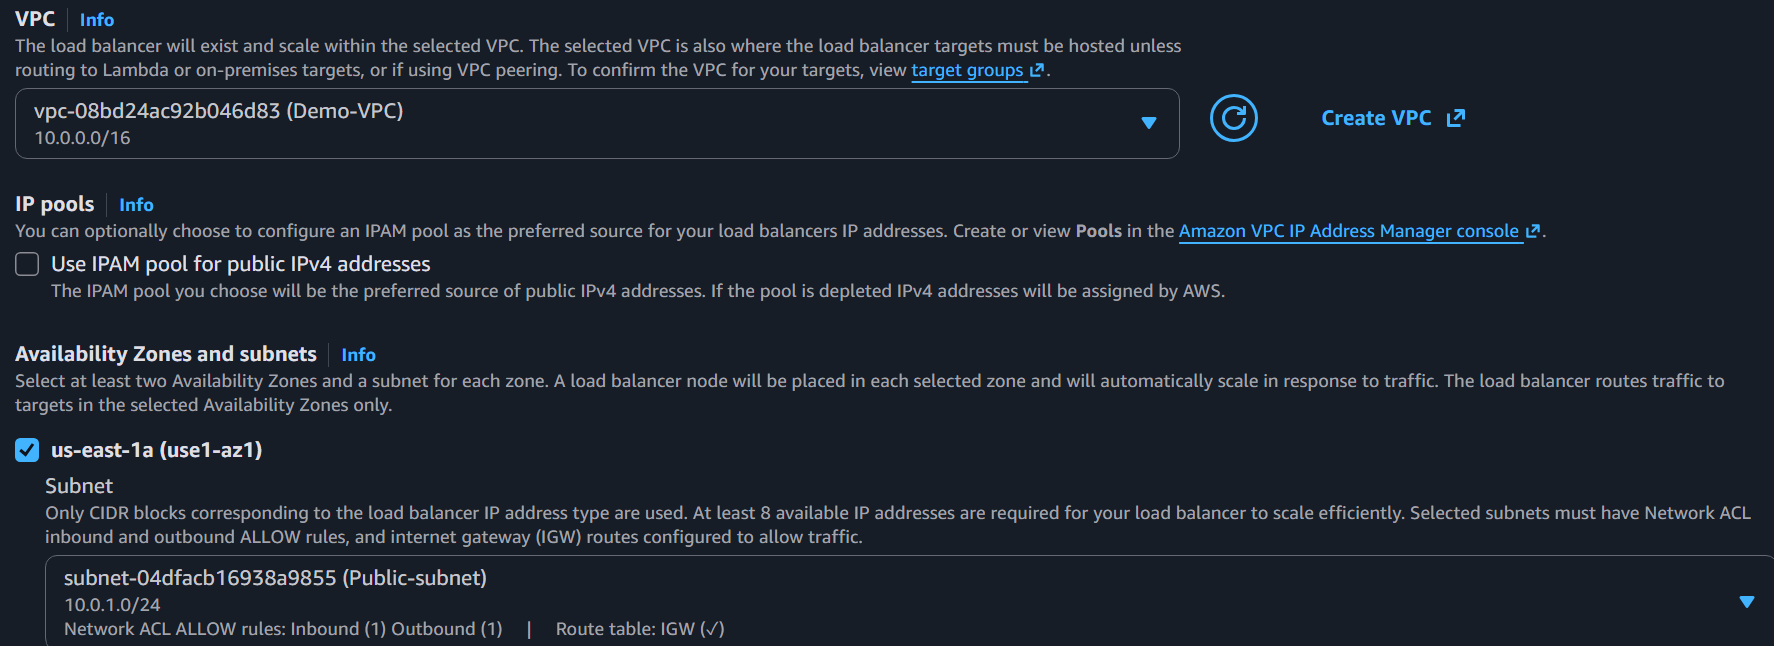 VPC Info
The load balancer will exist and scale within the selected VPC. The selected VPC is also where the load balancer targets must be hosted unless
routing to Lambda or on-premises targets, or if using VPC peering. To confirm the VPC for your targets, view target groups.
vpc-08bd24ac92b046d83 (Demo-VPC)
10.0.0.0/16
Create VPC
IP pools Info
You can optionally choose to configure an IPAM pool as the preferred source for your load balancers IP addresses. Create or view Pools in the Amazon VPC IP Address Manager console.
Use IPAM pool for public IPv4 addresses
The IPAM pool you choose will be the preferred source of public IPv4 addresses. If the pool is depleted IPv4 addresses will be assigned by AWS.
Availability Zones and subnets Info
Select at least two Availability Zones and a subnet for each zone. A load balancer node will be placed in each selected zone and will automatically scale in response to traffic. The load balancer routes traffic to
targets in the selected Availability Zones only.
us-east-1a (use1-az1)
Subnet
Only CIDR blocks corresponding to the load balancer IP address type are used. At least 8 available IP addresses are required for your load balancer to scale efficiently. Selected subnets must have Network ACL
inbound and outbound ALLOW rules, and internet gateway (IGW) routes configured to allow traffic.
subnet-04dfacb16938a9855 (Public-subnet)
10.0.1.0/24
Network ACL ALLOW rules: Inbound (1) Outbound (1) | Route table: IGW (✓)